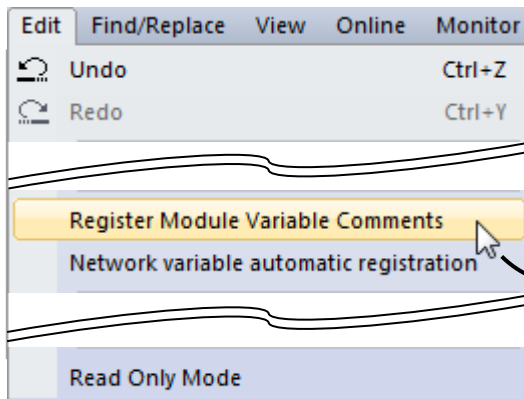 Edit Find/Replace View Online Monitor
Undo Ctrl+Z
Redo Ctrl+Y
Register Module Variable Comments
Network variable automatic registration
Read Only Mode